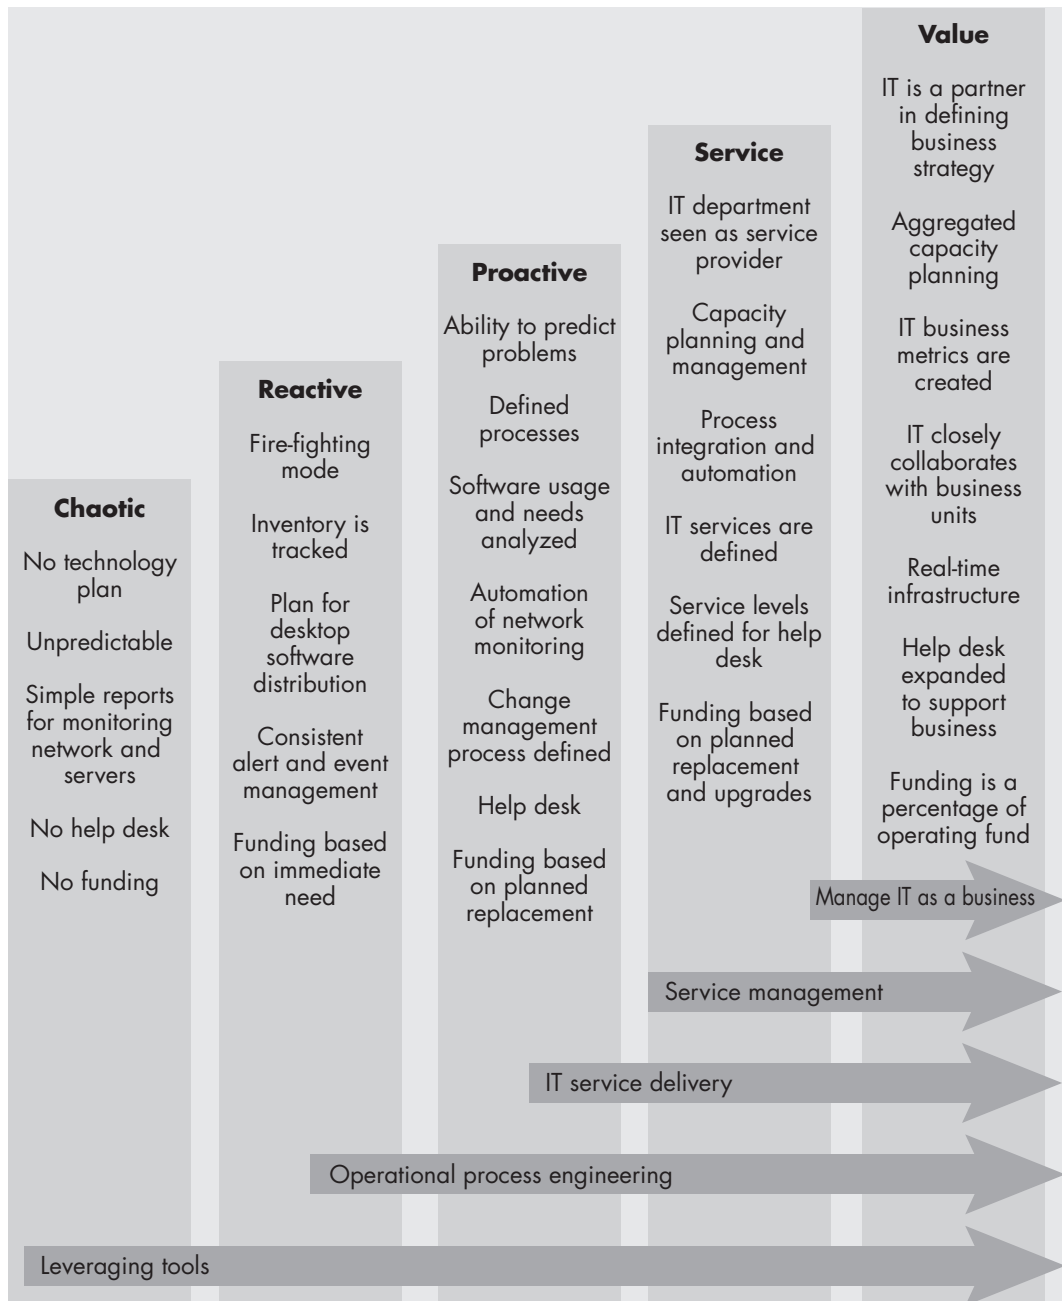 Chaotic
No technology
plan
Unpredictable
Simple reports
for monitoring
network and
servers
No help desk
No funding
Reactive
Fire-fighting
mode
Inventory is
tracked
Plan for
desktop
software
distribution
Consistent
alert and event
management
Funding based
on immediate
need
Proactive
Ability to predict
problems
Defined
processes
Software usage
and needs
analyzed
Automation
of network
monitoring
Change
management
process defined
Help desk
Funding based
on planned
replacement
Service
IT department
seen as service
provider
Capacity
planning and
management
Process
integration and
automation
IT services are
defined
Service levels
defined for help
desk
Funding based
on planned
replacement
and upgrades
Value
IT is a partner
in defining
business
strategy
Aggregated
capacity
planning
IT business
metrics are
created
IT closely
collaborates
with business
units
Real-time
infrastructure
Help desk
expanded
to support
business
Funding is a
percentage of
operating fund
Manage IT as a business
Service management
IT service delivery
Operational process engineering
Leveraging tools